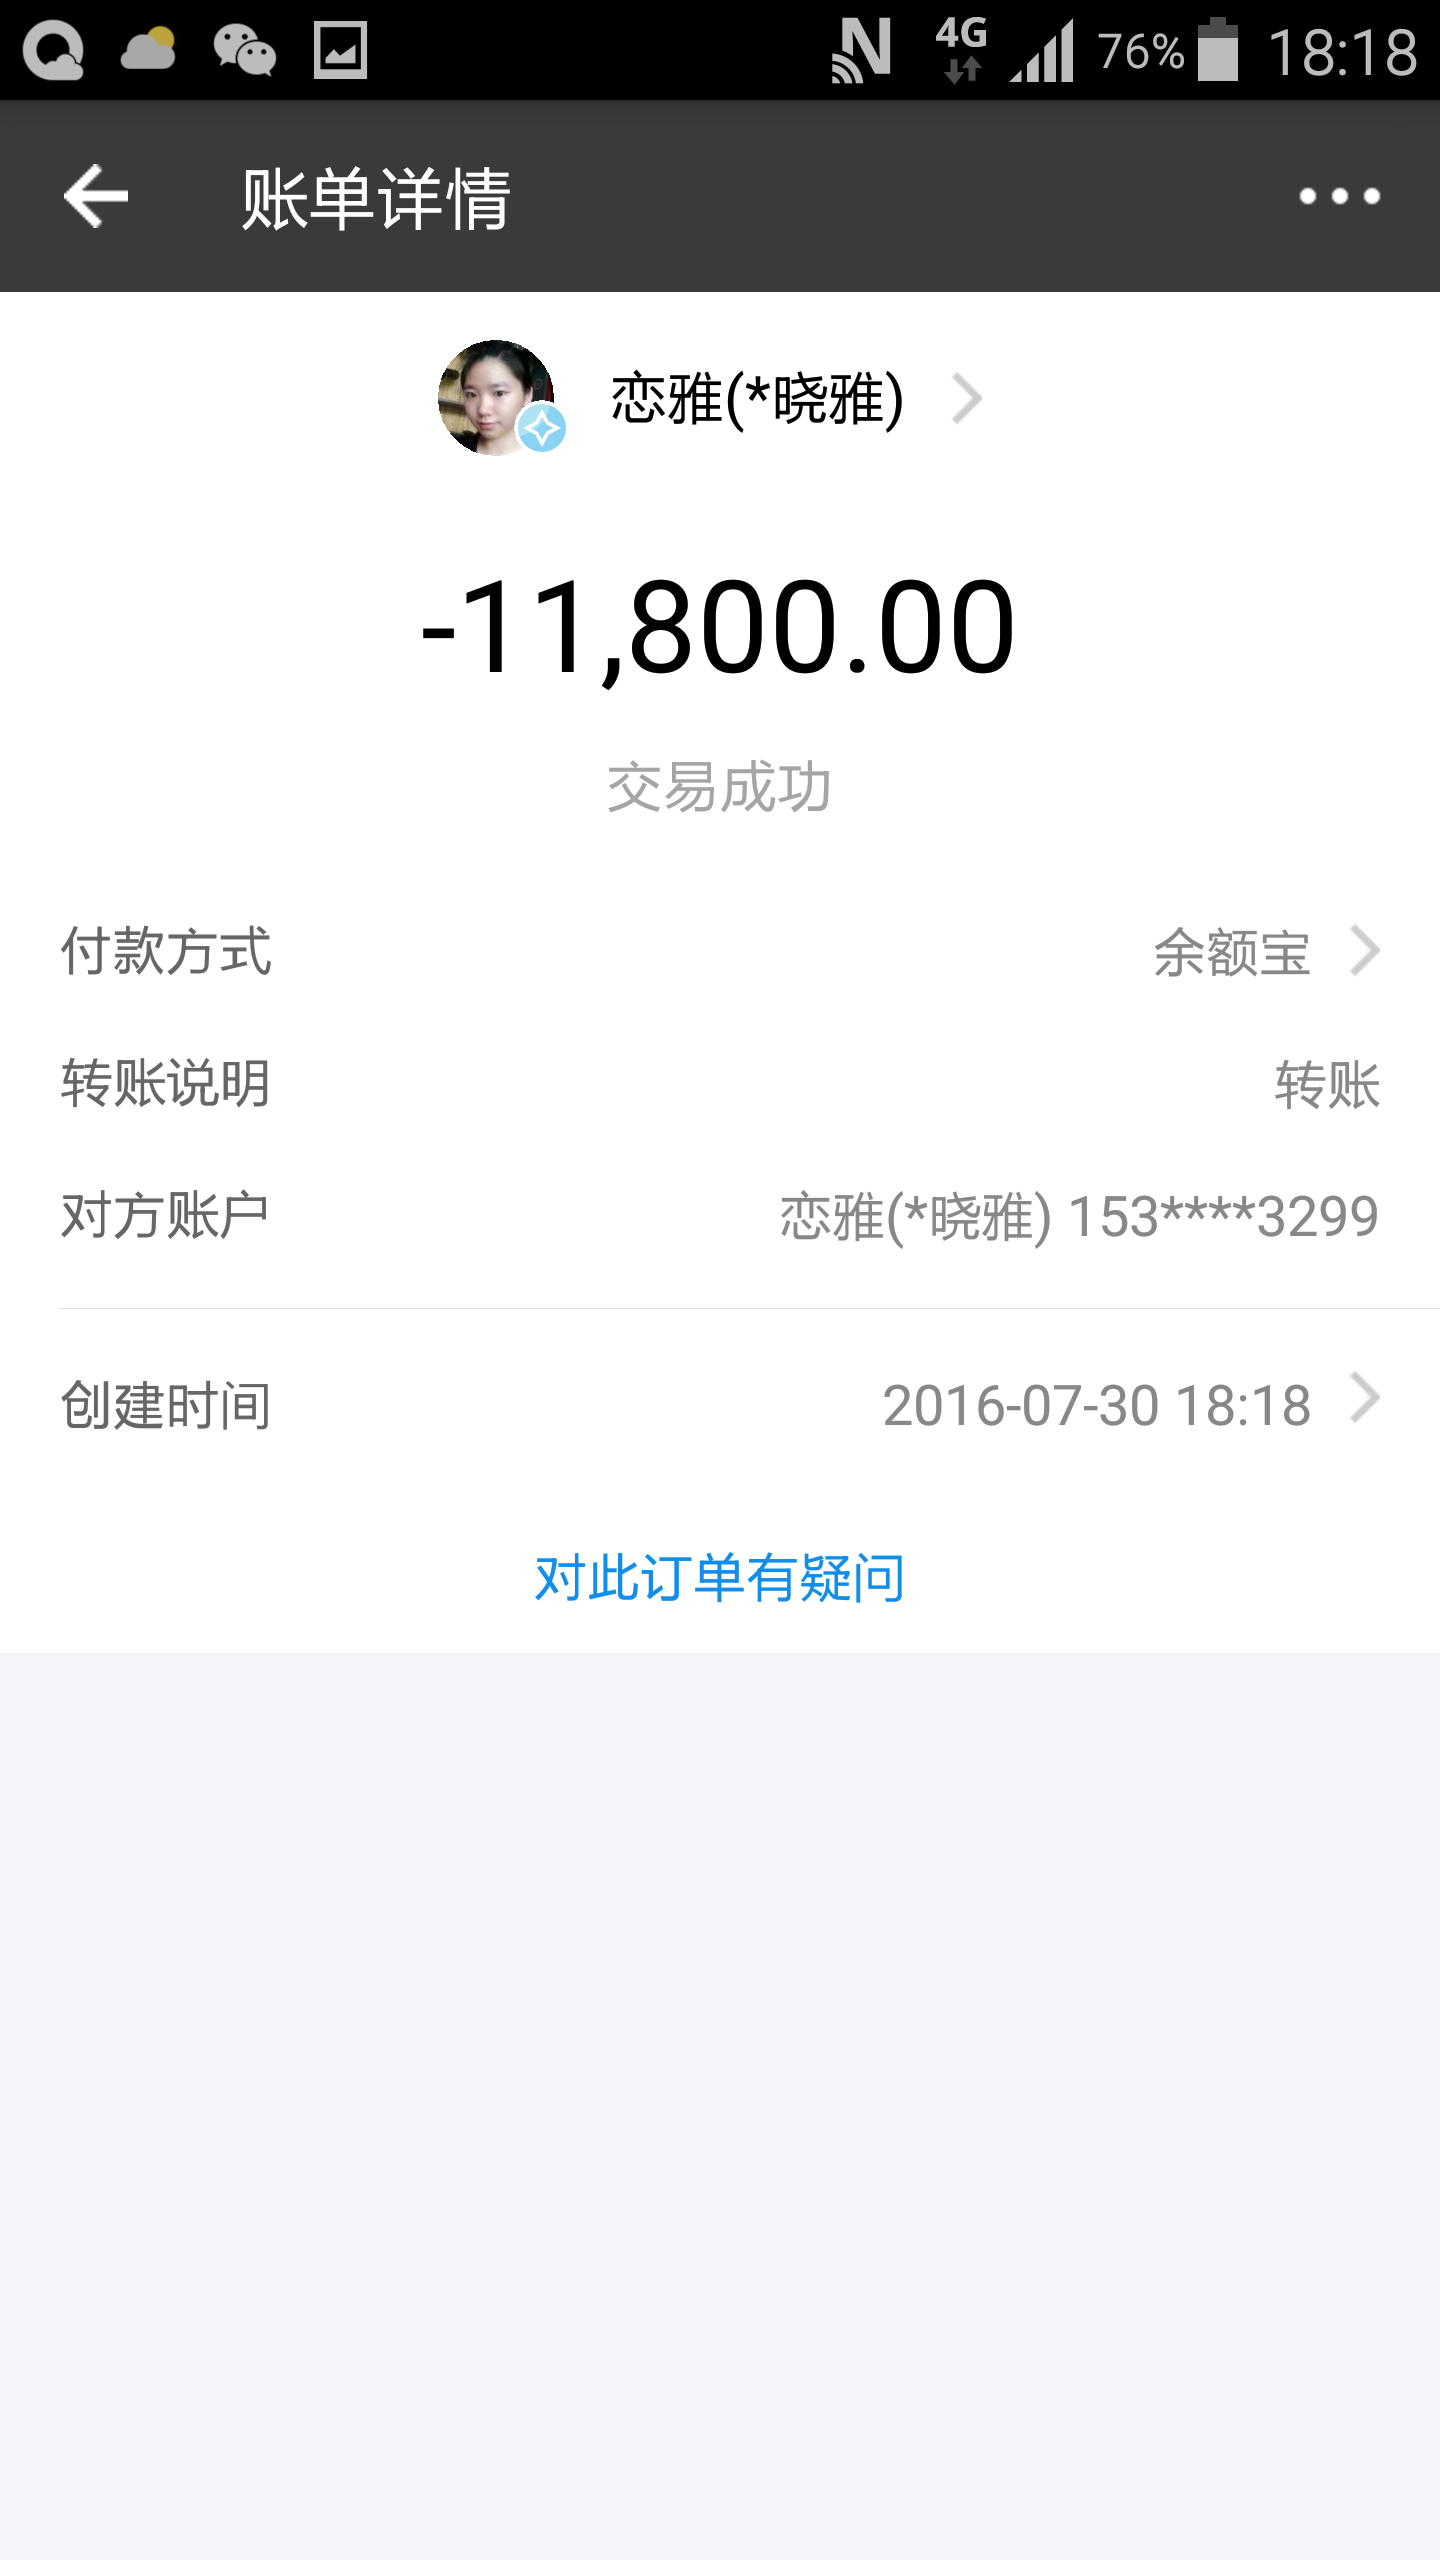 4G 76% 18:18
账单详情
恋雅(*晓雅)
-11,800.00
交易成功
付款方式 余额宝
转账说明 转账
对方账户 恋雅(*晓雅) 153****3299
创建时间 2016-07-30 18:18
对此订单有疑问